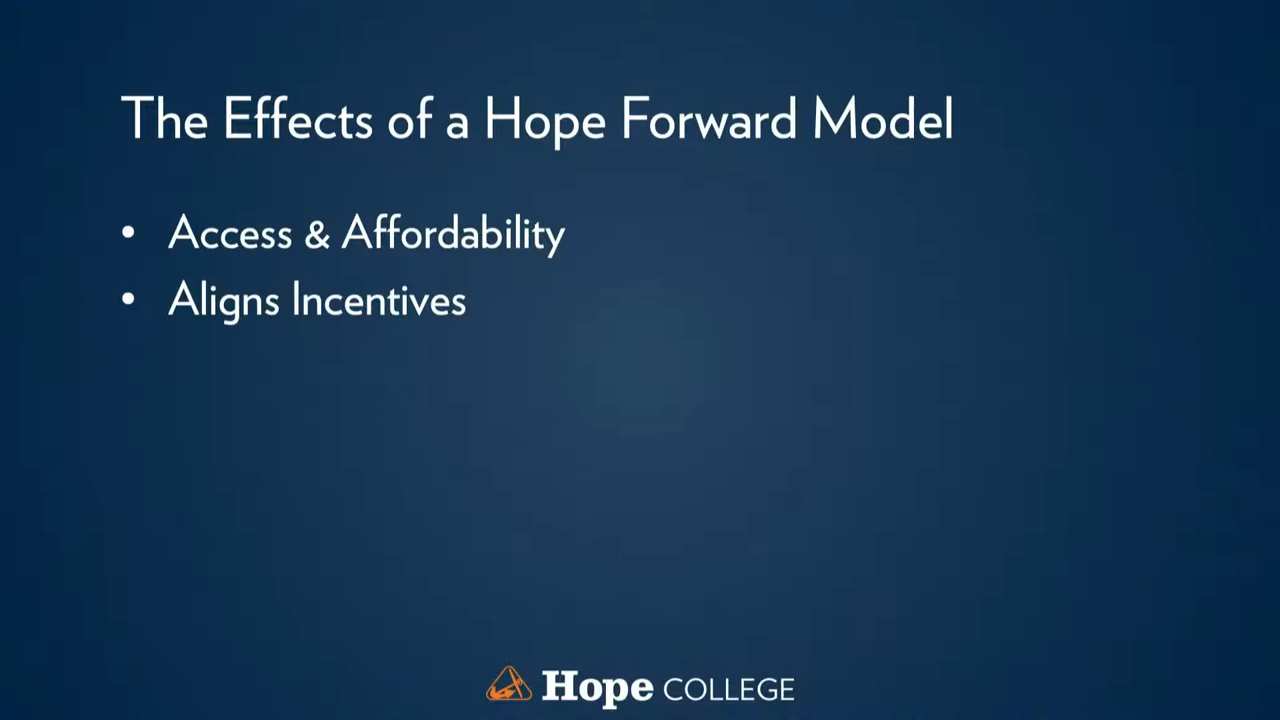 The Effects of a Hope Forward Model
• Access & Affordability
• Aligns Incentives
Hope COLLEGE